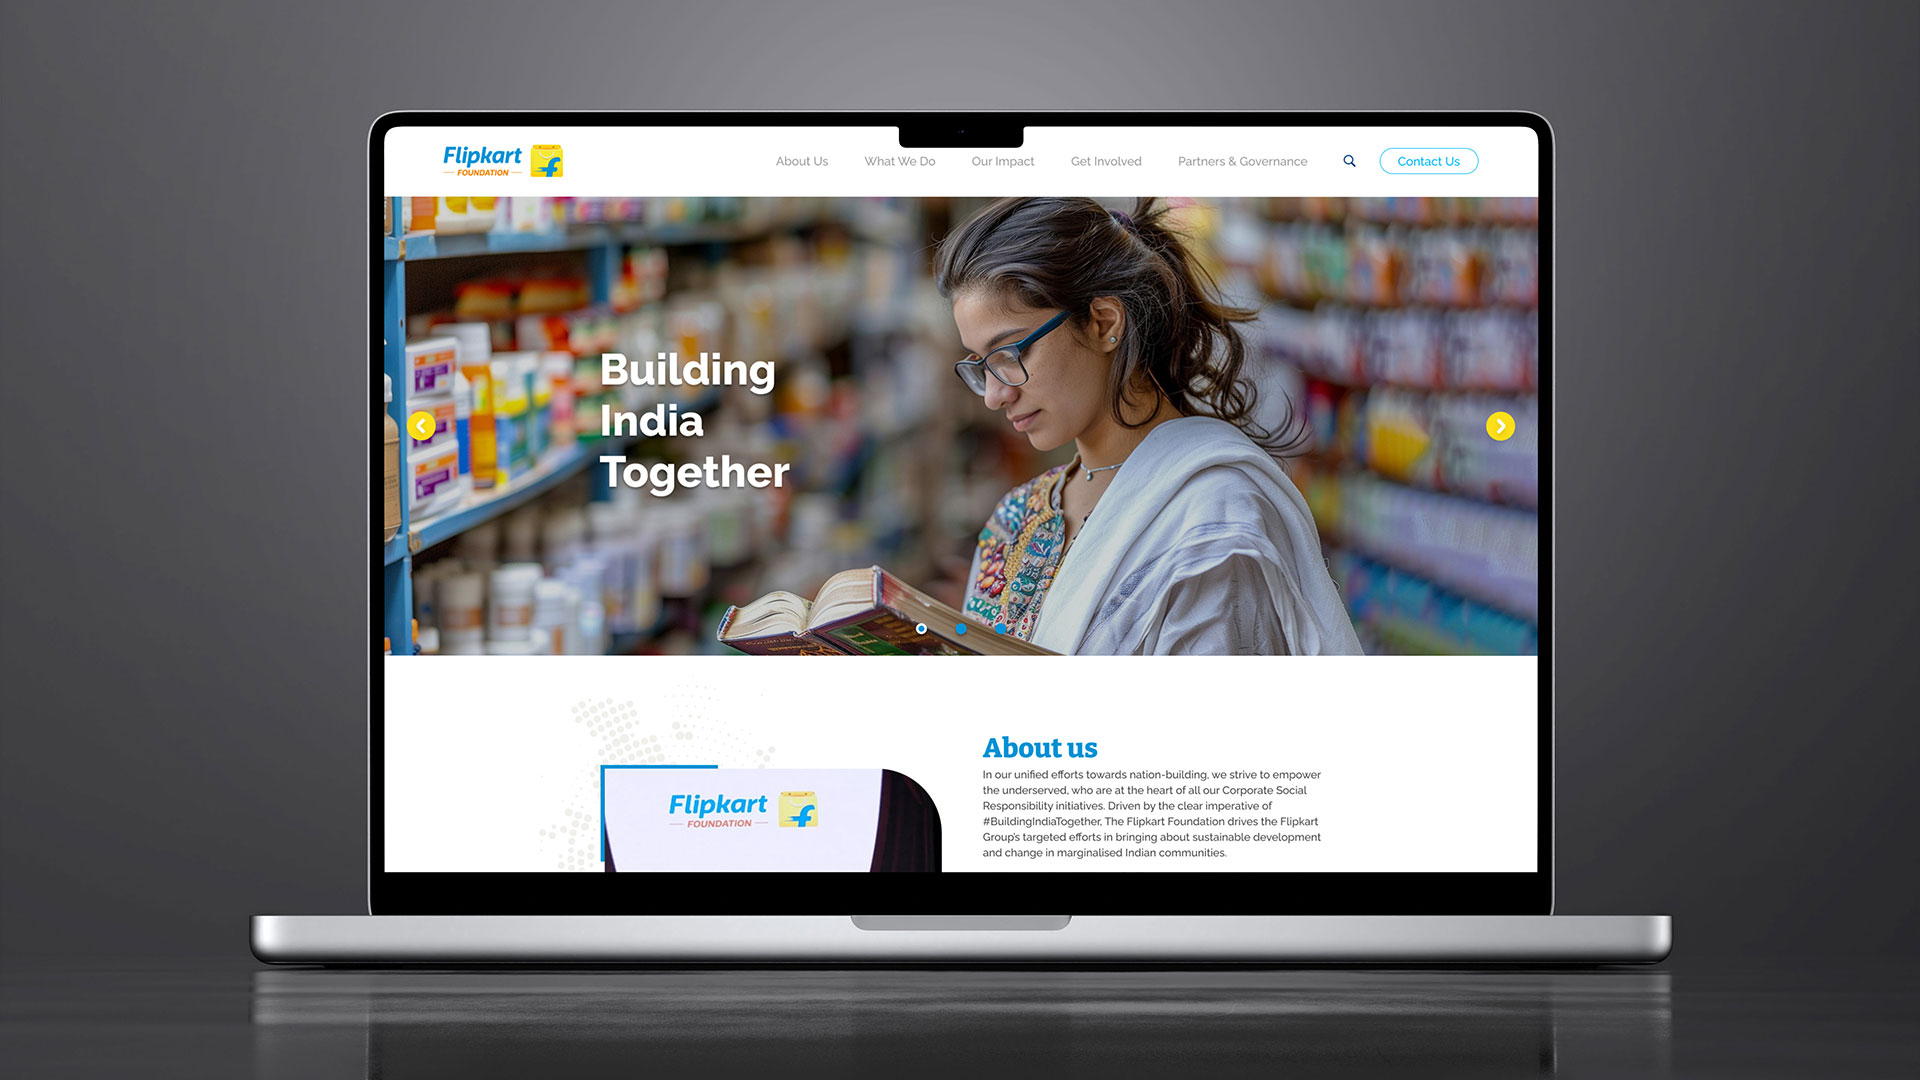 Flipkart
FOUNDATION
About Us
What We Do
Our Impact
Get Involved
Partners & Governance
Contact Us
Building
India
Together
Flipkart
FOUNDATION
About us
In our unified efforts towards nation-building, we strive to empower
the underserved, who are at the heart of all our Corporate Social
Responsibility initiatives. Driven by the clear imperative of
#BuildingIndiaTogether, The Flipkart Foundation drives the Flipkart
Group's targeted efforts in bringing about sustainable development
and change in marginalised Indian communities.